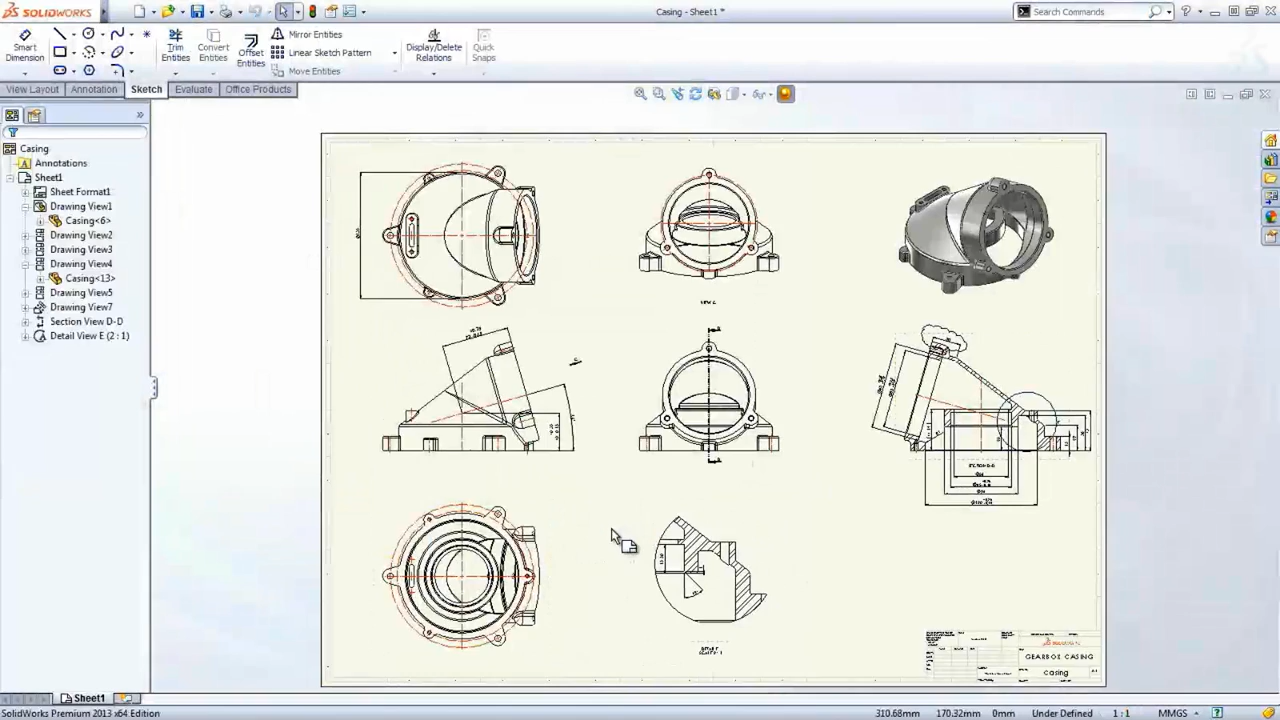 SOLIDWORKS
Casing - Sheet1 *
Search Commands
Smart Dimension
Trim Entities
Convert Entities
Offset Entities
Mirror Entities
Linear Sketch Pattern
Move Entities
Display/Delete Relations
Quick Snaps
View Layout
Annotation
Sketch
Evaluate
Office Products
Casing
Annotations
Sheet1
Sheet Format1
Drawing View1
Casing<6>
Drawing View2
Drawing View3
Drawing View4
Casing<13>
Drawing View5
Drawing View7
Section View D-D
Detail View E (2 : 1)
GEARBOX CASING
casing
Sheet1
SolidWorks Premium 2013 x64 Edition
310.68mm
170.32mm
0mm
Under Defined
1 : 1
MMGS